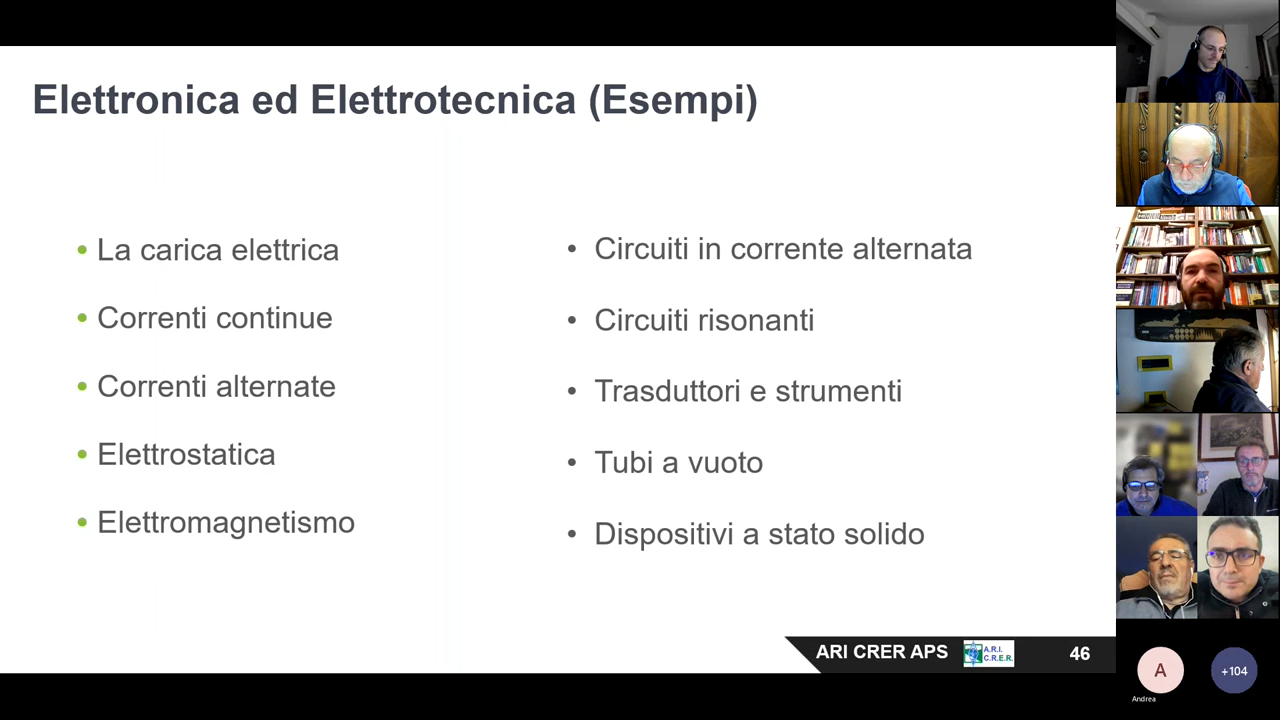 Elettronica ed Elettrotecnica (Esempi)
• La carica elettrica
• Correnti continue
• Correnti alternate
• Elettrostatica
• Elettromagnetismo
• Circuiti in corrente alternata
• Circuiti risonanti
• Trasduttori e strumenti
• Tubi a vuoto
• Dispositivi a stato solido
ARI CRER APS
A.R.I.
C.R.E.R.
46
A
Andrea
+104